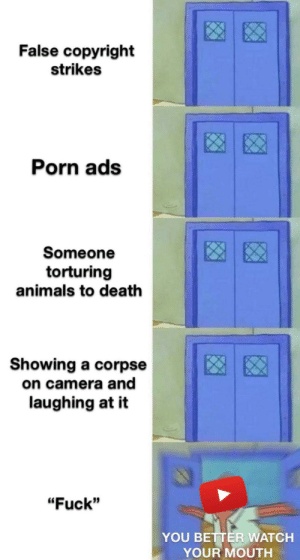 False copyright
strikes
Porn ads
Someone
torturing
animals to death
Showing a corpse
on camera and
laughing at it
“Fuck”
YOU BETTER WATCH
YOUR MOUTH